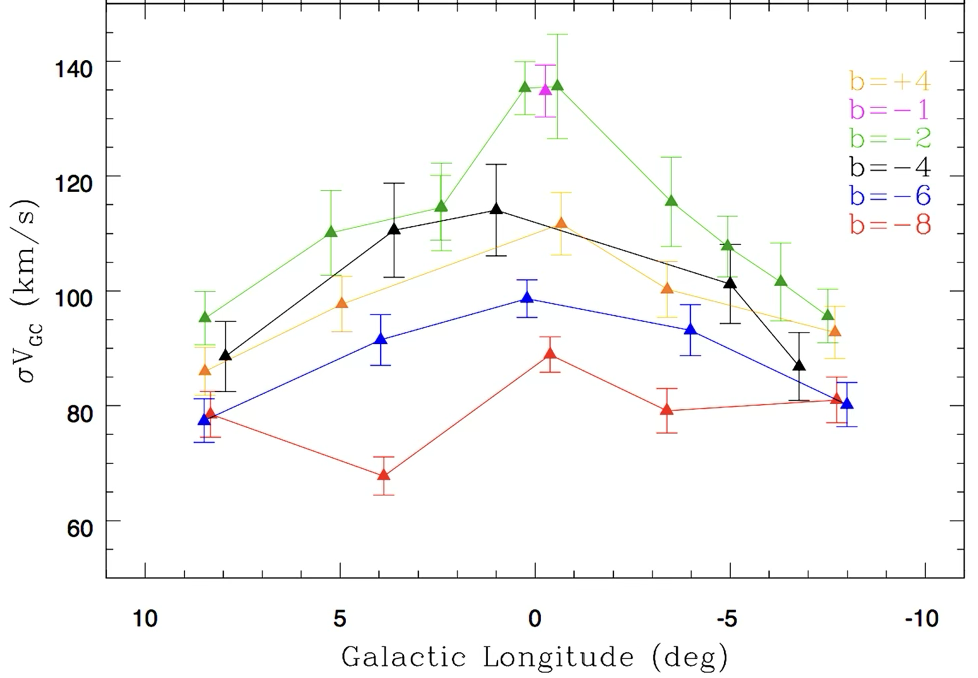 140
120
100
80
60
σVGC (km/s)
b=+4
b=−1
b=−2
b=−4
b=−6
b=−8
10 5 0 -5 -10
Galactic Longitude (deg)